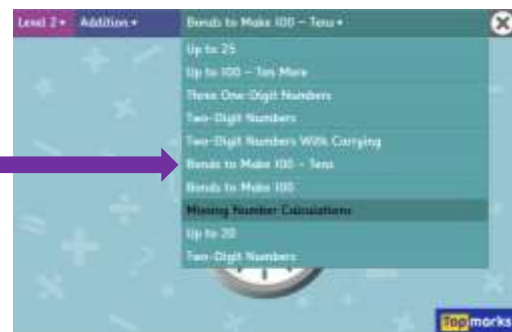 Level 2 Addition Bonds to Make 100 – Tens
Up to 25
Up to 100 – Ten More
Three One-Digit Numbers
Two-Digit Numbers
Two-Digit Numbers With Carrying
Bonds to Make 100 – Tens
Bonds to Make 100
Missing Number Calculations
Up to 20
Two-Digit Numbers
Topmarks